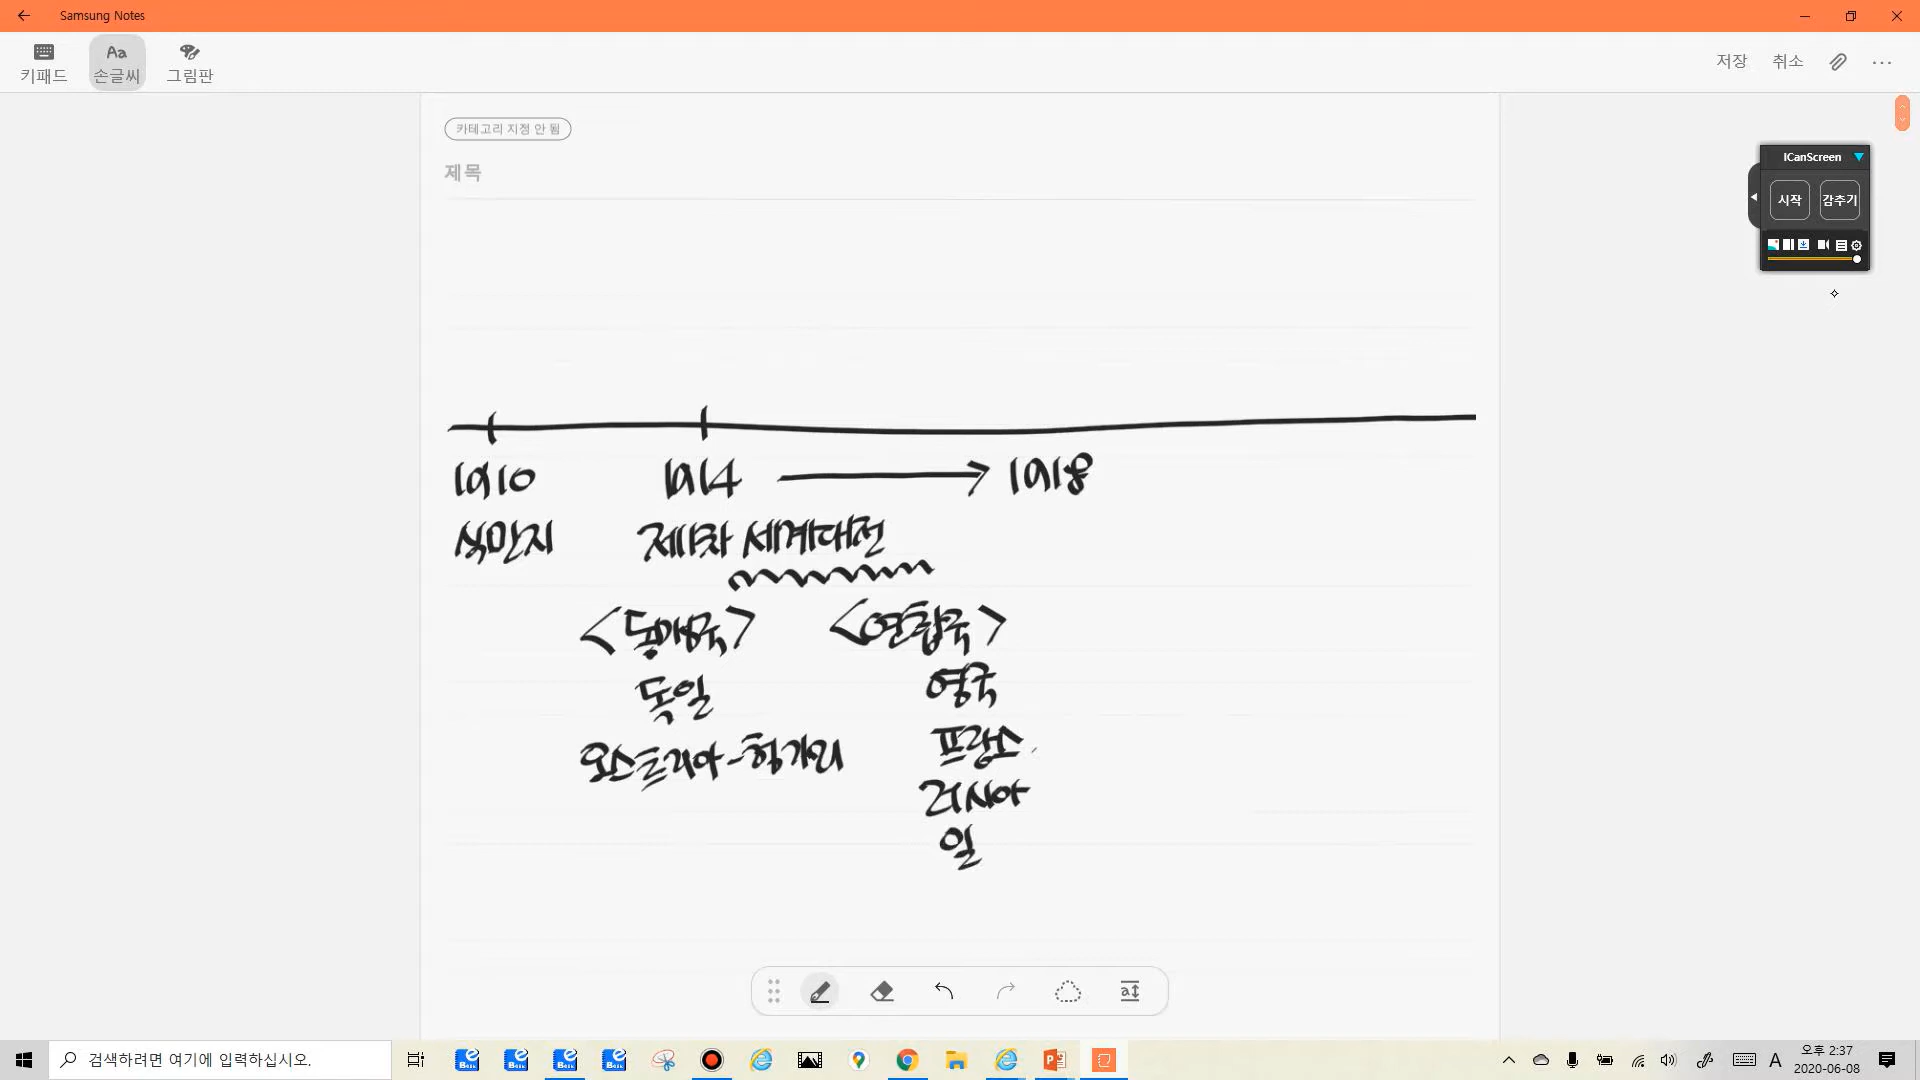 Samsung Notes
키패드
손글씨
그림판
저장
취소
카테고리 지정 안 됨
제목
ICanScreen
시작
감추기
1910
1914
1918
식민지
제1차 세계대전
<동맹국>
<연합국>
독일
영국
오스트리아-헝가리
프랑스
러시아
일
검색하려면 여기에 입력하십시오.
A
오후 2:37
2020-06-08